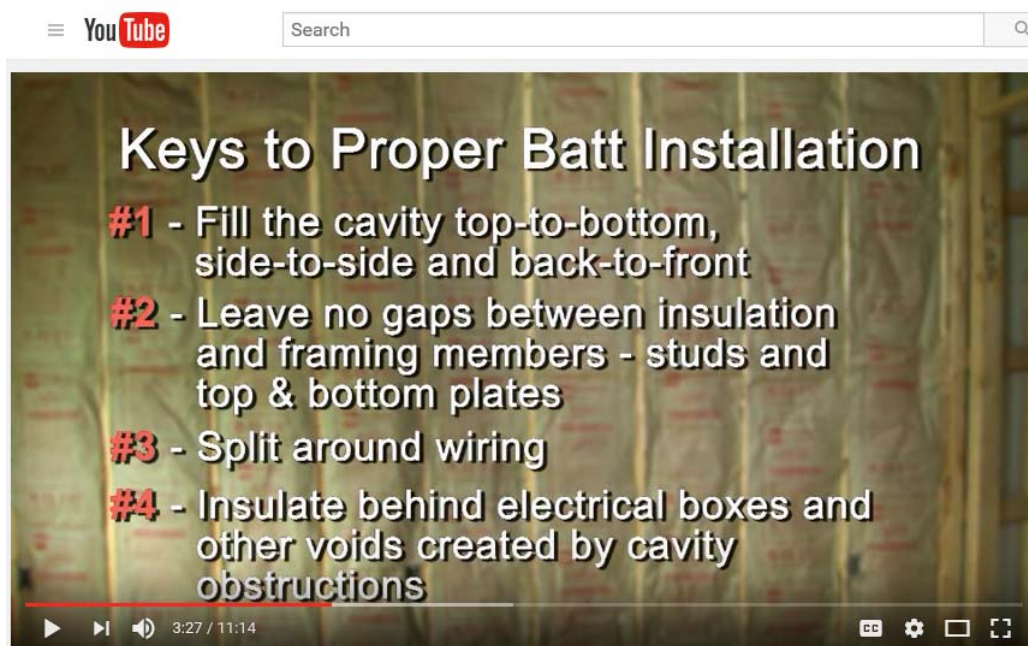 YouTube
Search
Keys to Proper Batt Installation
#1 - Fill the cavity top-to-bottom,
side-to-side and back-to-front
#2 - Leave no gaps between insulation
and framing members - studs and
top & bottom plates
#3 - Split around wiring
#4 - Insulate behind electrical boxes and
other voids created by cavity
obstructions
3:27 / 11:14
CC